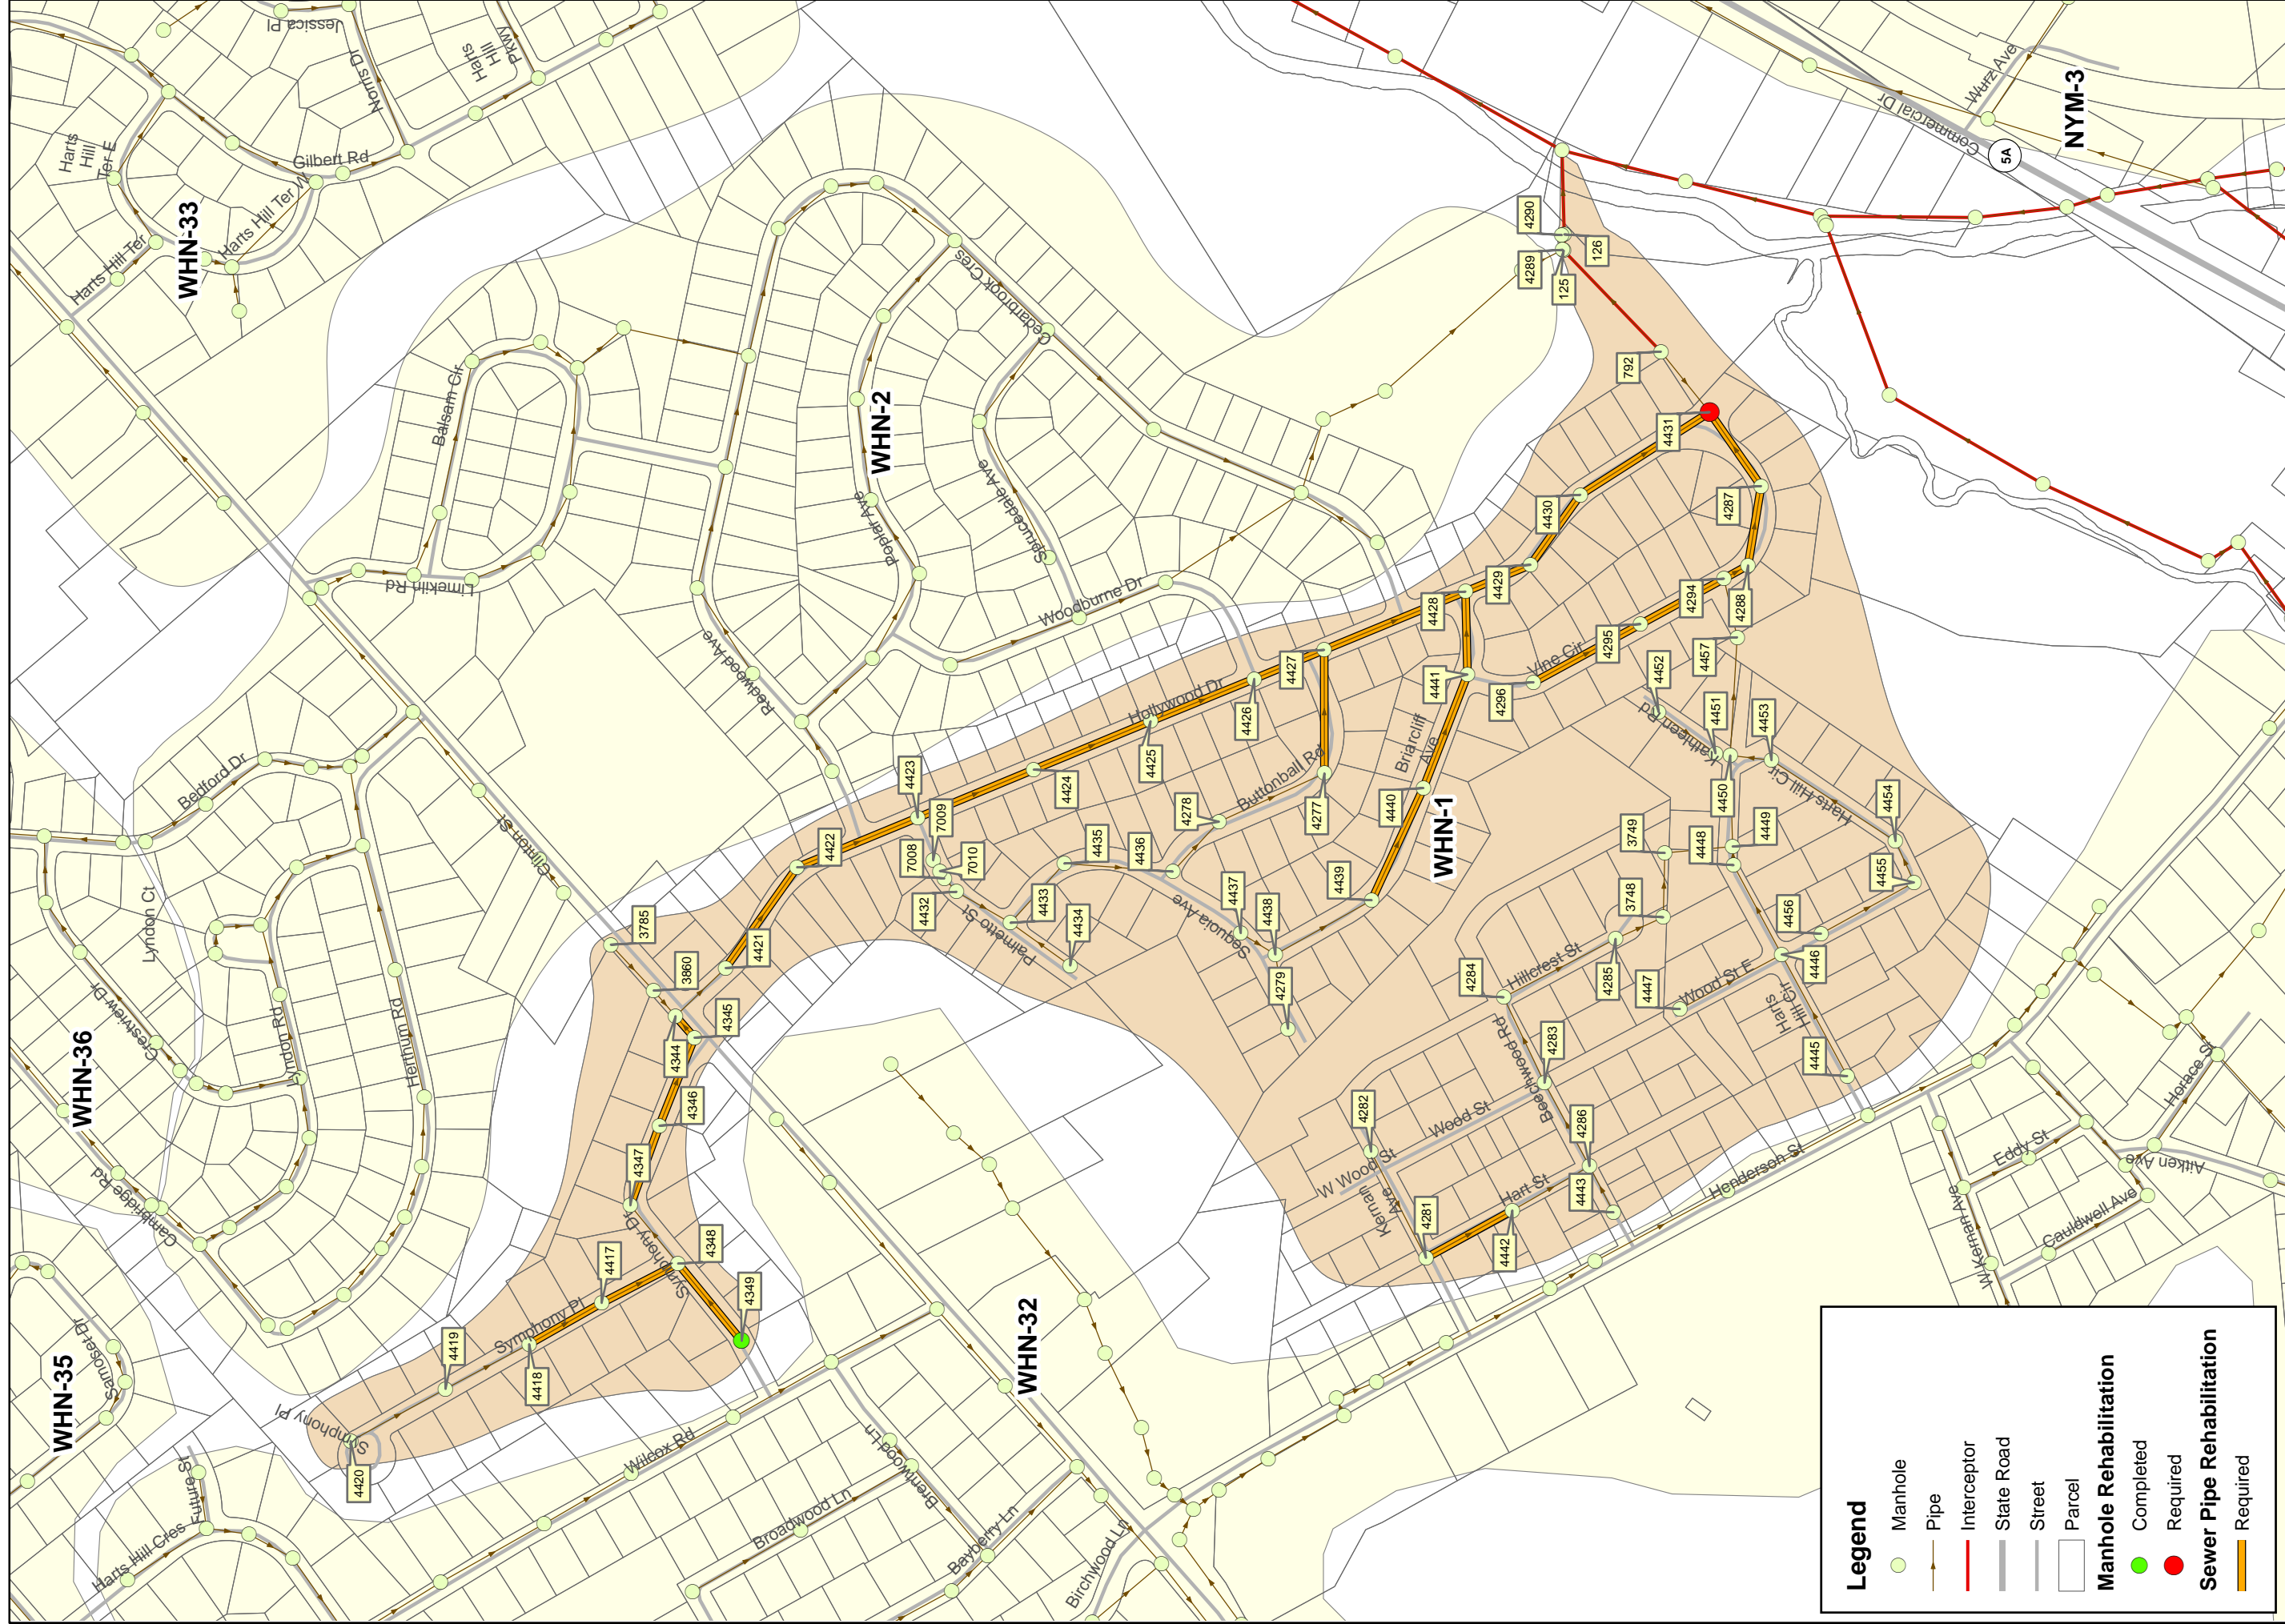 Jessica Pl
Norris Dr
Harts
Hill
Pkwy
Harts
Hill
Ter E
Gilbert Rd
Harts Hill Ter W
Harts Hill Ter
WHN-33
Wurz Ave
Commercial Dr
5A
NYM-3
Balsam Cir
Limekiln Rd
Cedarbrook Cres
WHN-2
Poplar Ave
Sprucedale Ave
Woodburne Dr
Redwood Ave
4290
4289
126
125
792
4431
4430
4287
4429
4428
4294
4288
4295
Vine Cir
4296
4457
4452
4451
4453
Kathleen Rd
4427
4426
4441
Hollywood Dr
4425
4424
4423
7009
7008
7010
4422
4432
Palmetto St
4433
4434
4435
4436
4278
Buttonball Rd
4277
Briarcliff
Ave
4440
WHN-1
4439
4437
4438
Sequoia Ave
4279
4450
Harts Hill Cir
4454
4449
4448
3749
3748
4455
4456
4446
4447
Wood St E
Harts
Hill Cir
4445
4284
Hillcrest St
4285
Beechwood Rd
Beechwood Rd
4283
4286
4282
Wood St
W Wood St
Kernan
Ave
4281
Hart St
4442
4443
Henderson St
Bedford Dr
Clinton St
Lyndon Ct
Crestview Dr
Lyndon Rd
Herthum Rd
WHN-36
Cambridge Rd
3785
3860
4421
4345
4344
4346
4347
Symphony Dr
Symphony
4348
4349
4417
Symphony Pl
4418
4419
Symphony Pl
4420
WHN-35
Samoset Dr
Future St
Harts Hill Cres
Wilcox Rd
Brentwood Ln
Broadwood Ln
Bayberry Ln
Birchwood Ln
WHN-32
Horace St
Eddy St
Aitken Ave
W Kernan Ave
Cauldwell Ave
Legend
Manhole
Pipe
Interceptor
State Road
Street
Parcel
Manhole Rehabilitation
Completed
Required
Sewer Pipe Rehabilitation
Required